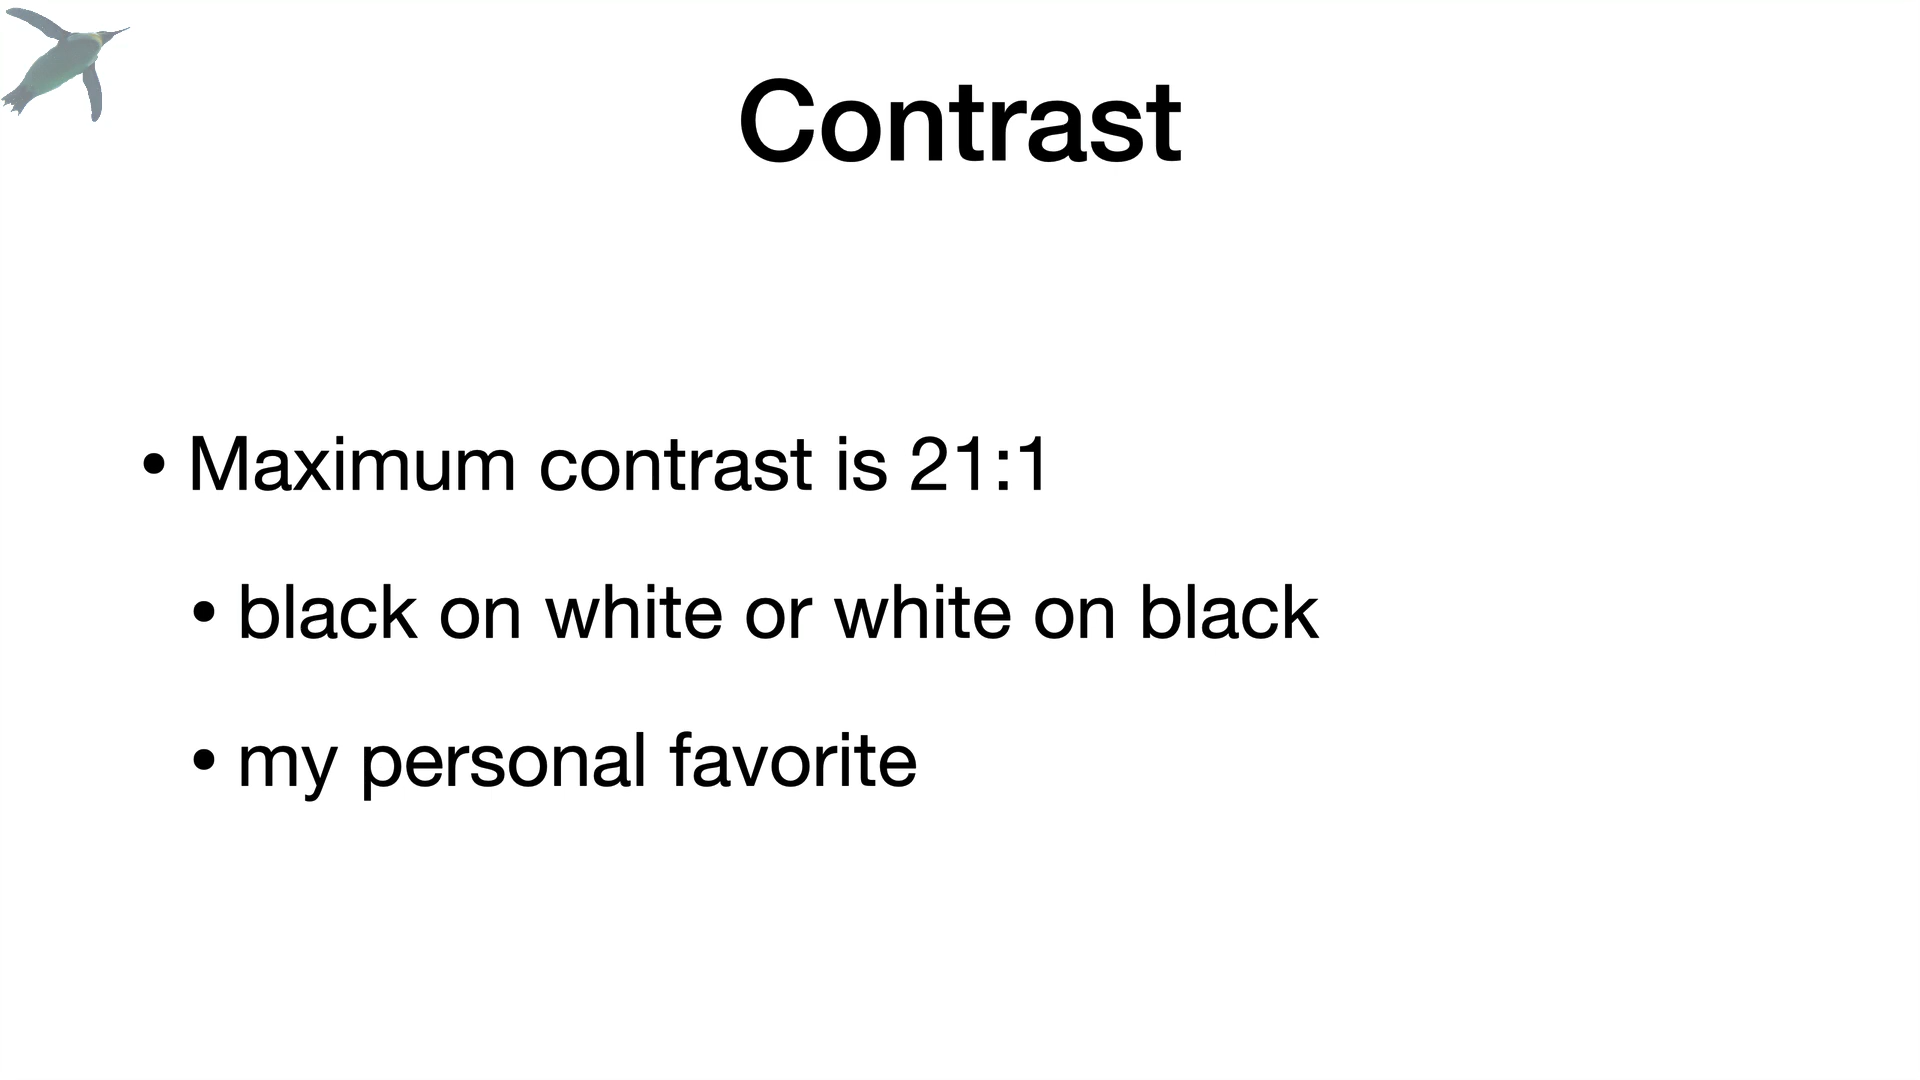 Contrast
• Maximum contrast is 21:1
• black on white or white on black
• my personal favorite